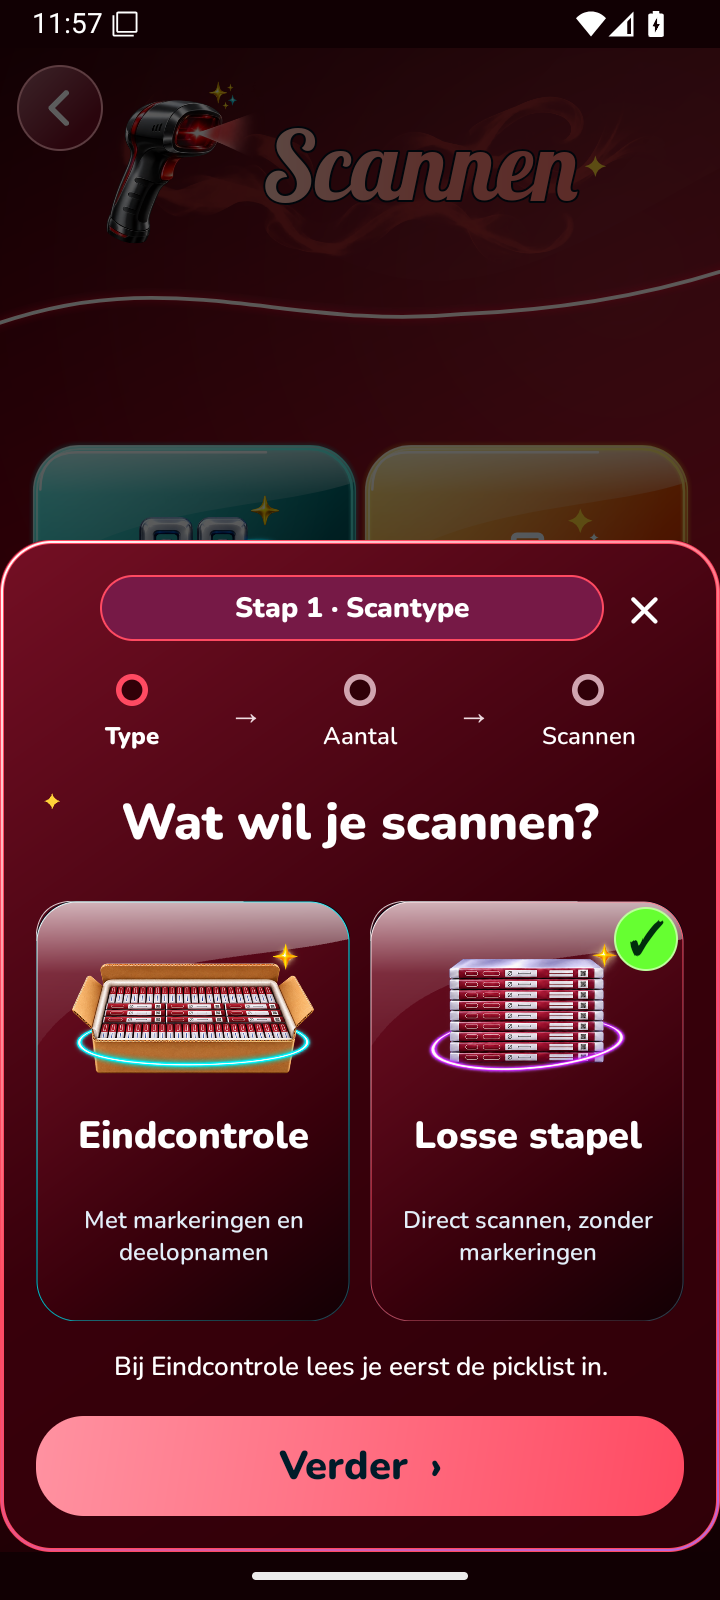 11:57
Scannen
Stap 1 · Scantype
Type → Aantal → Scannen
Wat wil je scannen?
Eindcontrole
Met markeringen en
deelopnamen
Losse stapel
Direct scannen, zonder
markeringen
Bij Eindcontrole lees je eerst de picklist in.
Verder ›